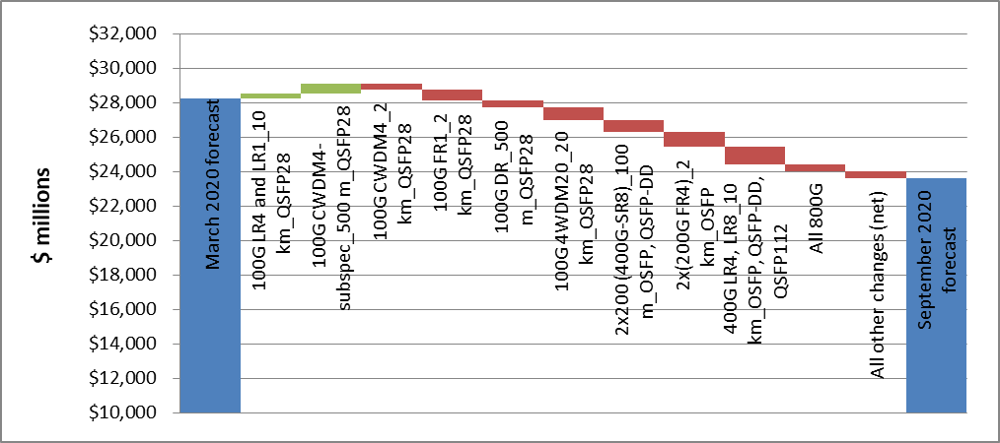 $ millions
$32,000
$30,000
$28,000
$26,000
$24,000
$22,000
$20,000
$18,000
$16,000
$14,000
$12,000
$10,000
March 2020 forecast
100G LR4 and LR1_10
km_QSFP28
100G CWDM4-
subspec_500 m_QSFP28
100G CWDM4_2
km_QSFP28
100G FR1_2
km_QSFP28
100G DR_500
m_QSFP28
100G 4WDM20_20
km_QSFP28
2x200 (400G-SR8)_100
m_OSFP, QSFP-DD
2x(200G FR4)_2
km_OSFP
400G LR4, LR8_10
km_OSFP, QSFP-DD,
QSFP112
All 800G
All other changes (net)
September 2020
forecast